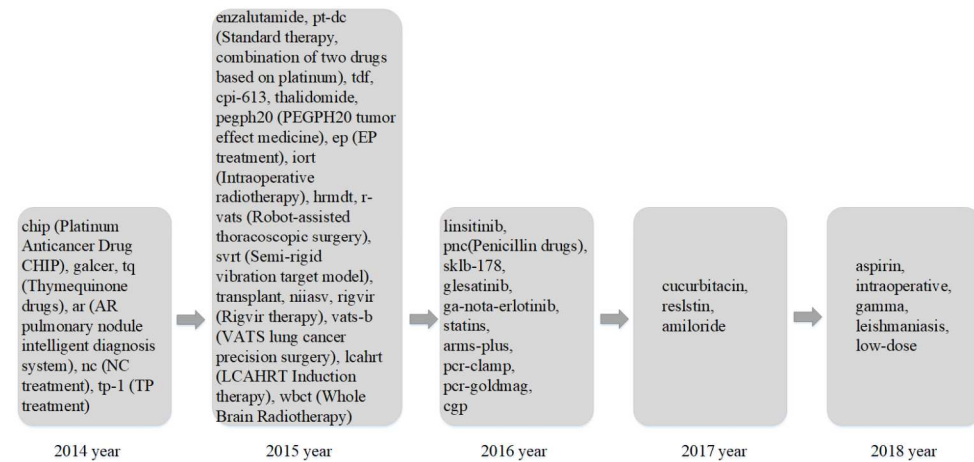 chip (Platinum
Anticancer Drug
CHIP), galcer, tq
(Thymequinone
drugs), ar (AR
pulmonary nodule
intelligent diagnosis
system), nc (NC
treatment), tp-1 (TP
treatment)
2014 year
enzalutamide, pt-dc
(Standard therapy,
combination of two drugs
based on platinum), tdf,
cpi-613, thalidomide,
pegph20 (PEGPH20 tumor
effect medicine), ep (EP
treatment), iort
(Intraoperative
radiotherapy), hrmdt, r-
vats (Robot-assisted
thoracoscopic surgery),
svrt (Semi-rigid
vibration target model),
transplant, niiasv, rigvir
(Rigvir therapy), vats-b
(VATS lung cancer
precision surgery), lcahrt
(LCAHRT Induction
therapy), wbct (Whole
Brain Radiotherapy)
2015 year
linsitinib,
pnc(Penicillin drugs),
sklb-178,
glesatinib,
ga-nota-erlotinib,
statins,
arms-plus,
pcr-clamp,
pcr-goldmag,
cgp
2016 year
cucurbitacin,
reslstin,
amiloride
2017 year
aspirin,
intraoperative,
gamma,
leishmaniasis,
low-dose
2018 year